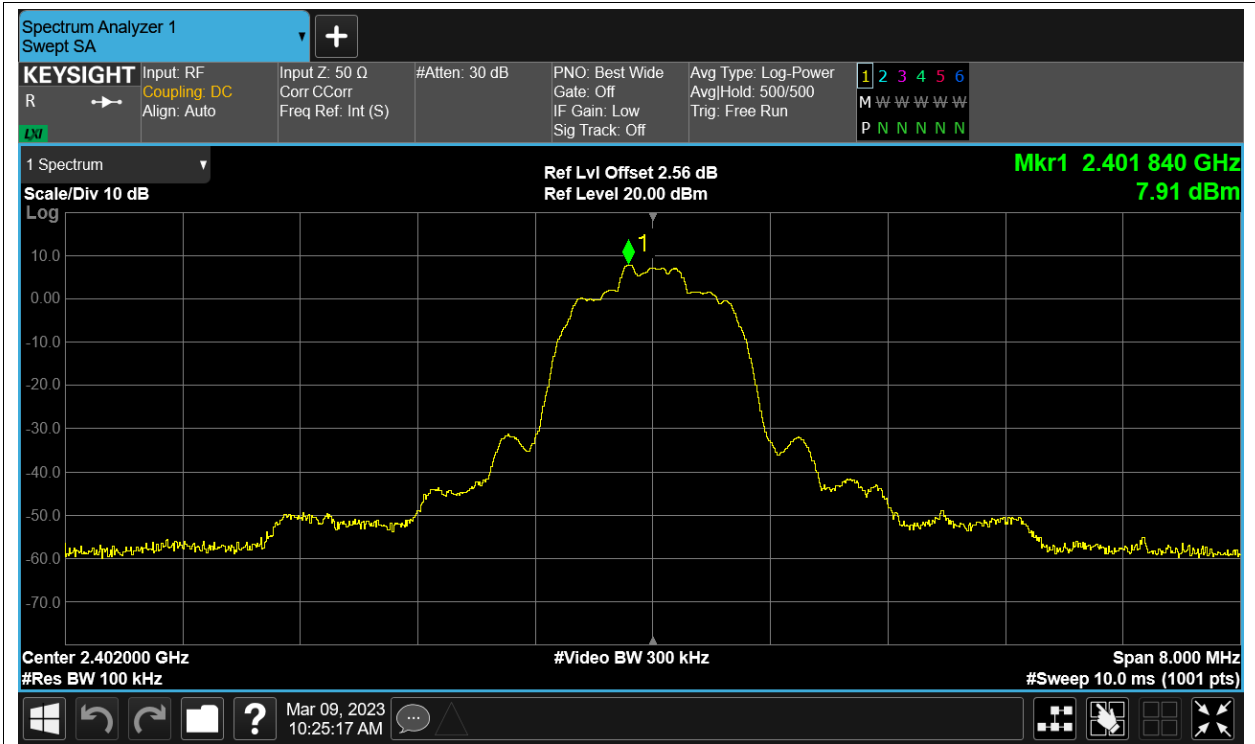 Spectrum Analyzer 1
Swept SA
+
KEYSIGHT
R
LXI
Input: RF
Coupling: DC
Align: Auto
Input Z: 50 Ω
Corr CCorr
Freq Ref: Int (S)
#Atten: 30 dB
PNO: Best Wide
Gate: Off
IF Gain: Low
Sig Track: Off
Avg Type: Log-Power
Avg|Hold: 500/500
Trig: Free Run
1 2 3 4 5 6
M W W W W W
P N N N N N
1 Spectrum
Scale/Div 10 dB
Log
Ref Lvl Offset 2.56 dB
Ref Level 20.00 dBm
Mkr1 2.401 840 GHz
7.91 dBm
1
10.0
0.00
-10.0
-20.0
-30.0
-40.0
-50.0
-60.0
-70.0
Center 2.402000 GHz
#Res BW 100 kHz
#Video BW 300 kHz
Span 8.000 MHz
#Sweep 10.0 ms (1001 pts)
?
Mar 09, 2023
10:25:17 AM